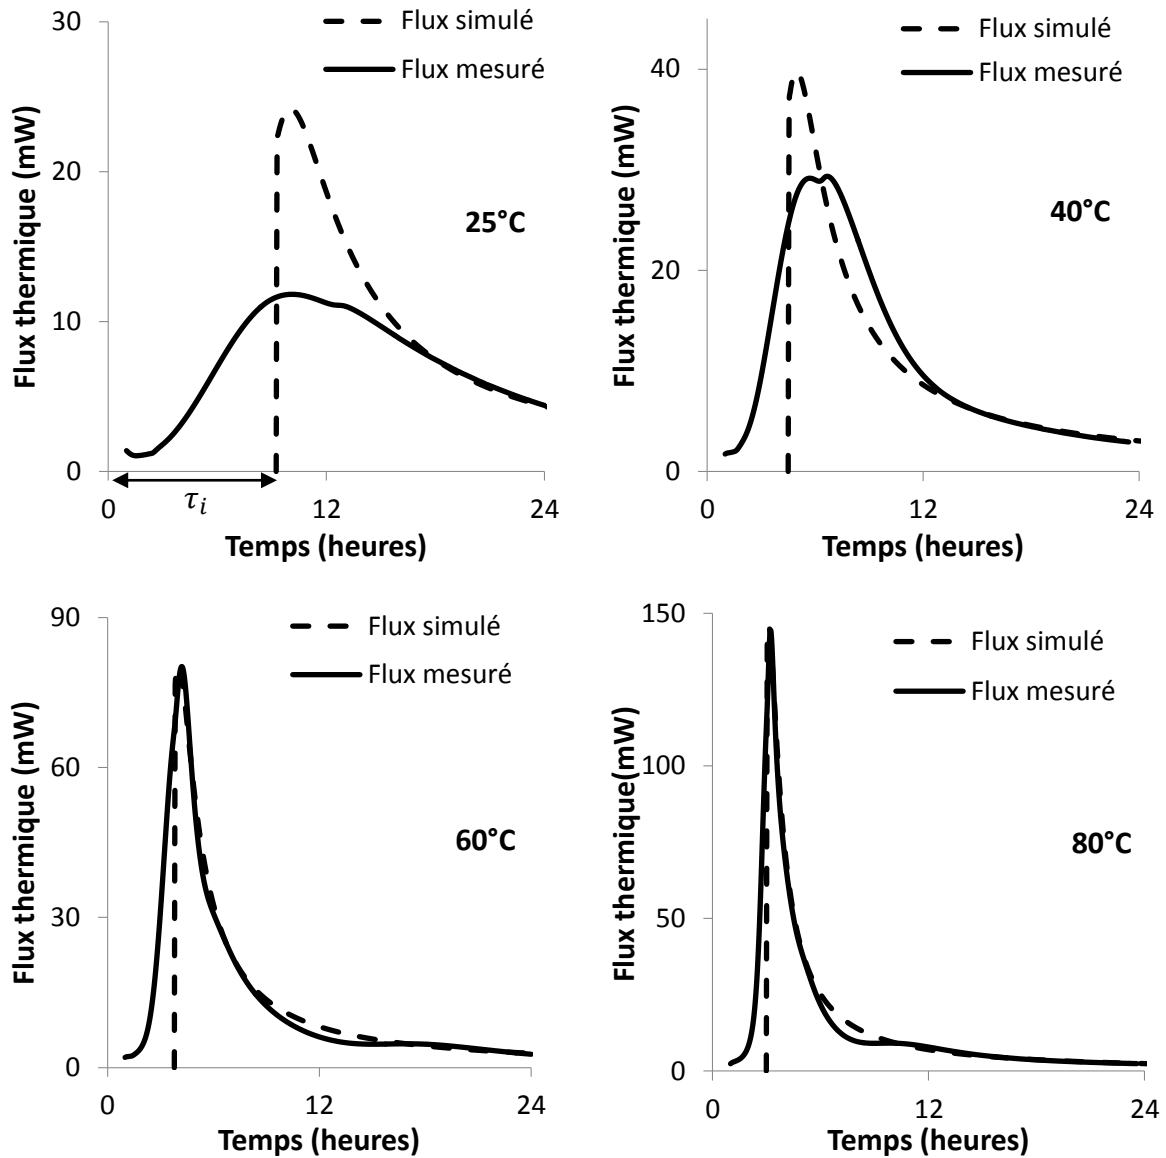 30
20
10
0
Flux thermique (mW)
Flux simulé
Flux mesuré
25°C
τi
0 12 24
Temps (heures)
40
20
0
Flux thermique (mW)
Flux simulé
Flux mesuré
40°C
0 12 24
Temps (heures)
90
60
30
0
Flux thermique (mW)
Flux simulé
Flux mesuré
60°C
0 12 24
Temps (heures)
150
100
50
0
Flux thermique(mW)
Flux simulé
Flux mesuré
80°C
0 12 24
Temps (heures)